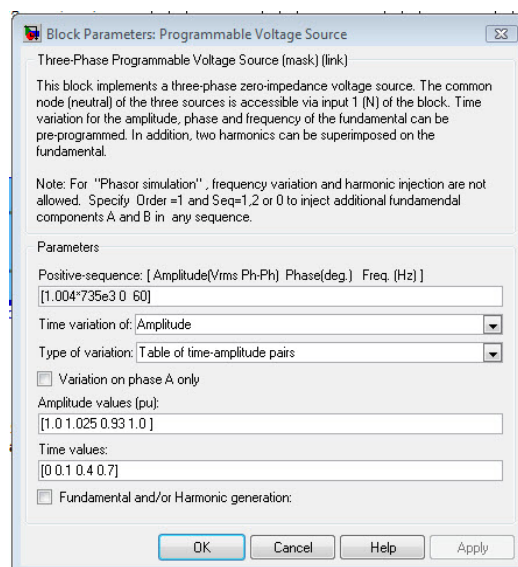 Block Parameters: Programmable Voltage Source
Three-Phase Programmable Voltage Source (mask) (link)
This block implements a three-phase zero-impedance voltage source. The common
node (neutral) of the three sources is accessible via input 1 (N) of the block. Time
variation for the amplitude, phase and frequency of the fundamental can be
pre-programmed. In addition, two harmonics can be superimposed on the
fundamental.
Note: For "Phasor simulation", frequency variation and harmonic injection are not
allowed. Specify Order =1 and Seq=1,2 or 0 to inject additional fundamendal
components A and B in any sequence.
Parameters
Positive-sequence: [ Amplitude(Vrms Ph-Ph) Phase(deg.) Freq. (Hz) ]
[1.004*735e3 0 60]
Time variation of: Amplitude
Type of variation: Table of time-amplitude pairs
Variation on phase A only
Amplitude values (pu):
[1.0 1.025 0.93 1.0 ]
Time values:
[0 0.1 0.4 0.7]
Fundamental and/or Harmonic generation:
OK Cancel Help Apply